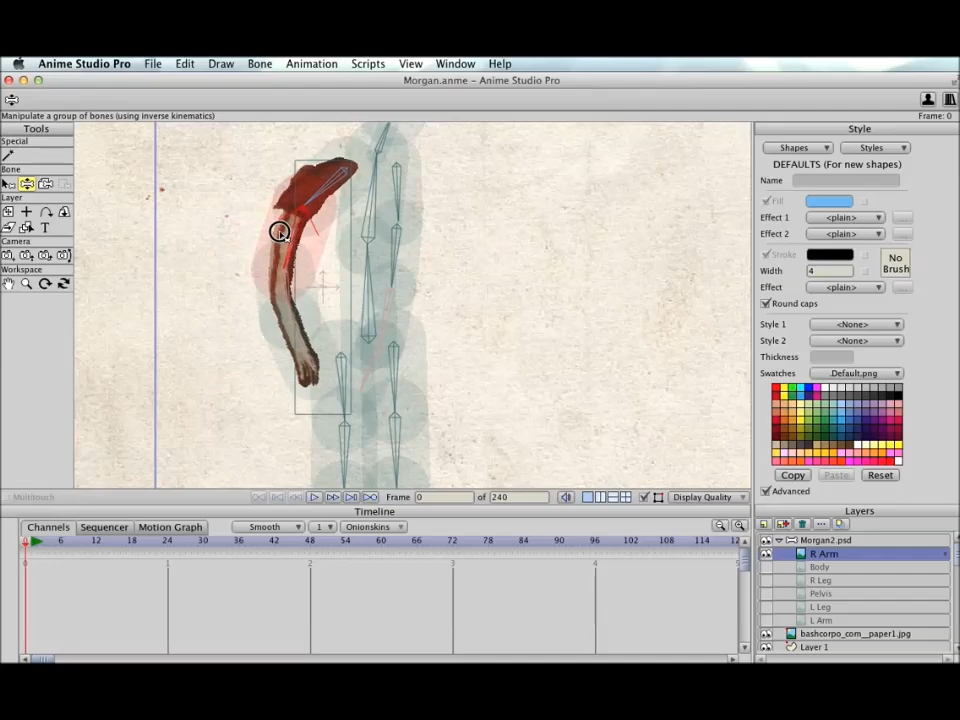 Anime Studio Pro File Edit Draw Bone Animation Scripts View Window Help
Morgan.anme - Anime Studio Pro
Manipulate a group of bones (using inverse kinematics) Frame: 0
Tools
Special
Bone
Layer
T
Camera
Workspace
Style
Shapes Styles
DEFAULTS (For new shapes)
Name
Fill
Effect 1 <plain> ...
Effect 2 <plain> ...
Stroke
Width 4
No
Brush
Effect <plain> ...
Round caps
Style 1 <None>
Style 2 <None>
Thickness
Swatches .Default.png
Copy Paste Reset
Advanced
Multitouch Frame 0 of 240 Display Quality
Timeline
Channels Sequencer Motion Graph Smooth 1 Onionskins
0 6 12 18 24 30 36 42 48 54 60 66 72 78 84 90 96 102 108 114 12
0 1 2 3 4 5
Layers
Morgan2.psd
R Arm
Body
R Leg
Pelvis
L Leg
L Arm
bashcorpo_com__paper1.jpg
Layer 1